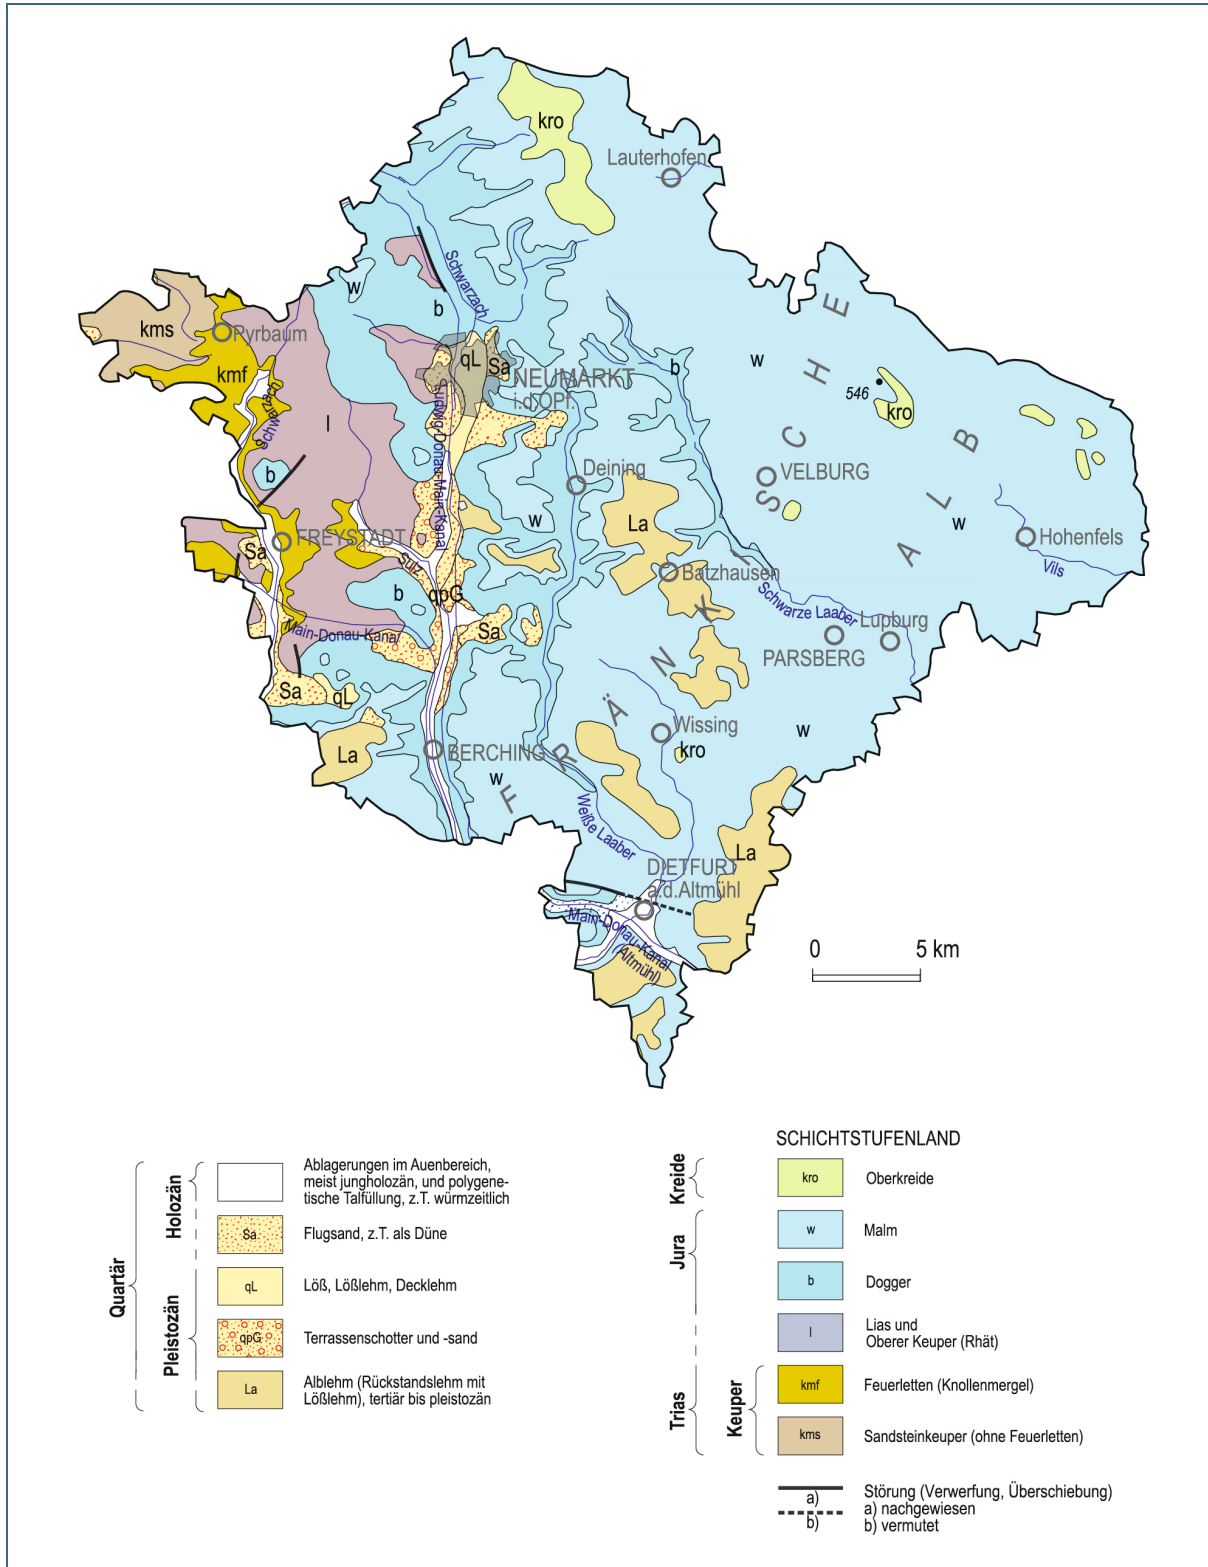 kro
Lauterhofen
Schwarzach
w
b
kms
Pyrbaum
kmf
Schwarzach
qL
Sa
NEUMARKT
i.d.OPf.
b
w
546
kro
l
Ludwig-Donau-Main-Kanal
b
Deining
VELBURG
La
w
w
Hohenfels
Vils
FREYSTADT
Sa
Sulz
Batzhausen
b
qpG
Schwarze Laaber
Lupburg
Sa
Main-Donau-Kanal
PARSBERG
FRÄNKISCHE ALB
Sa
qL
Wissing
kro
w
La
BERCHING
w
Weiße Laaber
La
DIETFURT
a.d.Altmühl
Main-Donau-Kanal
(Altmühl)
0 5 km
Quartär
Holozän
Pleistozän
Ablagerungen im Auenbereich,
meist jungholozän, und polygene-
tische Talfüllung, z.T. würmzeitlich
Sa Flugsand, z.T. als Düne
qL Löß, Lößlehm, Decklehm
qpG Terrassenschotter und -sand
La Alblehm (Rückstandslehm mit
Lößlehm), tertiär bis pleistozän
SCHICHTSTUFENLAND
Kreide
kro Oberkreide
Jura
w Malm
b Dogger
l Lias und
Oberer Keuper (Rhät)
Trias
Keuper
kmf Feuerletten (Knollenmergel)
kms Sandsteinkeuper (ohne Feuerletten)
Störung (Verwerfung, Überschiebung)
a) a) nachgewiesen
b) b) vermutet